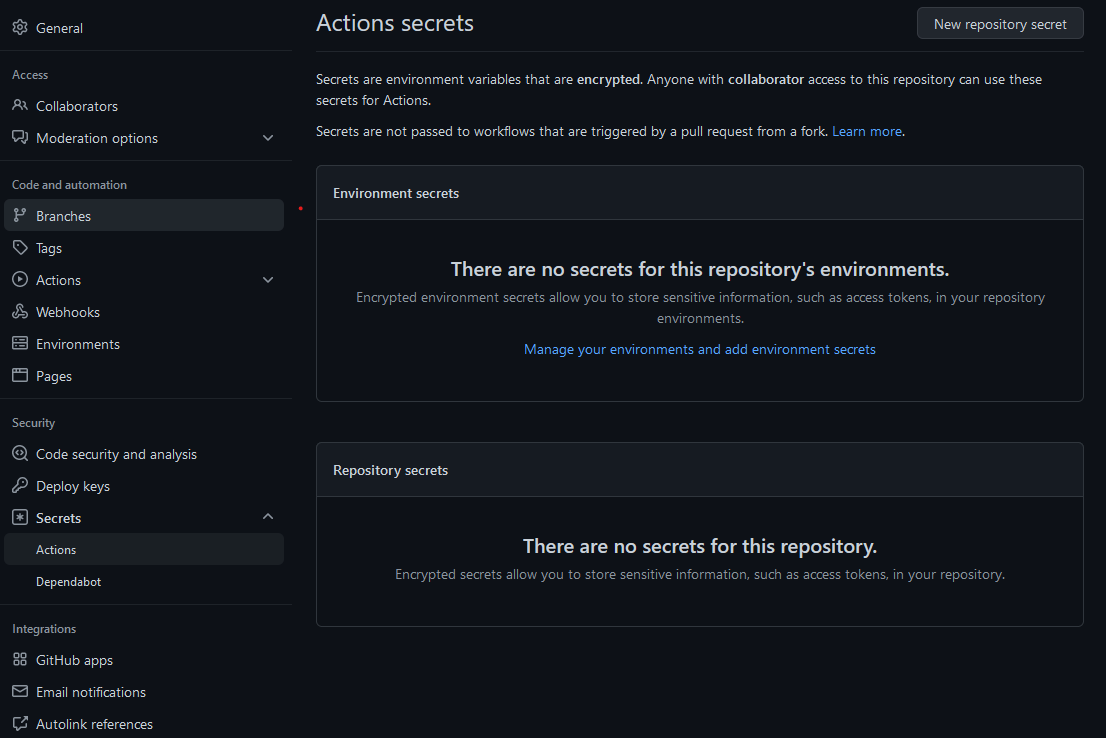 General
Access
Collaborators
Moderation options
Code and automation
Branches
Tags
Actions
Webhooks
Environments
Pages
Security
Code security and analysis
Deploy keys
Secrets
Actions
Dependabot
Integrations
GitHub apps
Email notifications
Autolink references
Actions secrets
New repository secret
Secrets are environment variables that are encrypted. Anyone with collaborator access to this repository can use these
secrets for Actions.
Secrets are not passed to workflows that are triggered by a pull request from a fork. Learn more.
Environment secrets
There are no secrets for this repository's environments.
Encrypted environment secrets allow you to store sensitive information, such as access tokens, in your repository
environments.
Manage your environments and add environment secrets
Repository secrets
There are no secrets for this repository.
Encrypted secrets allow you to store sensitive information, such as access tokens, in your repository.